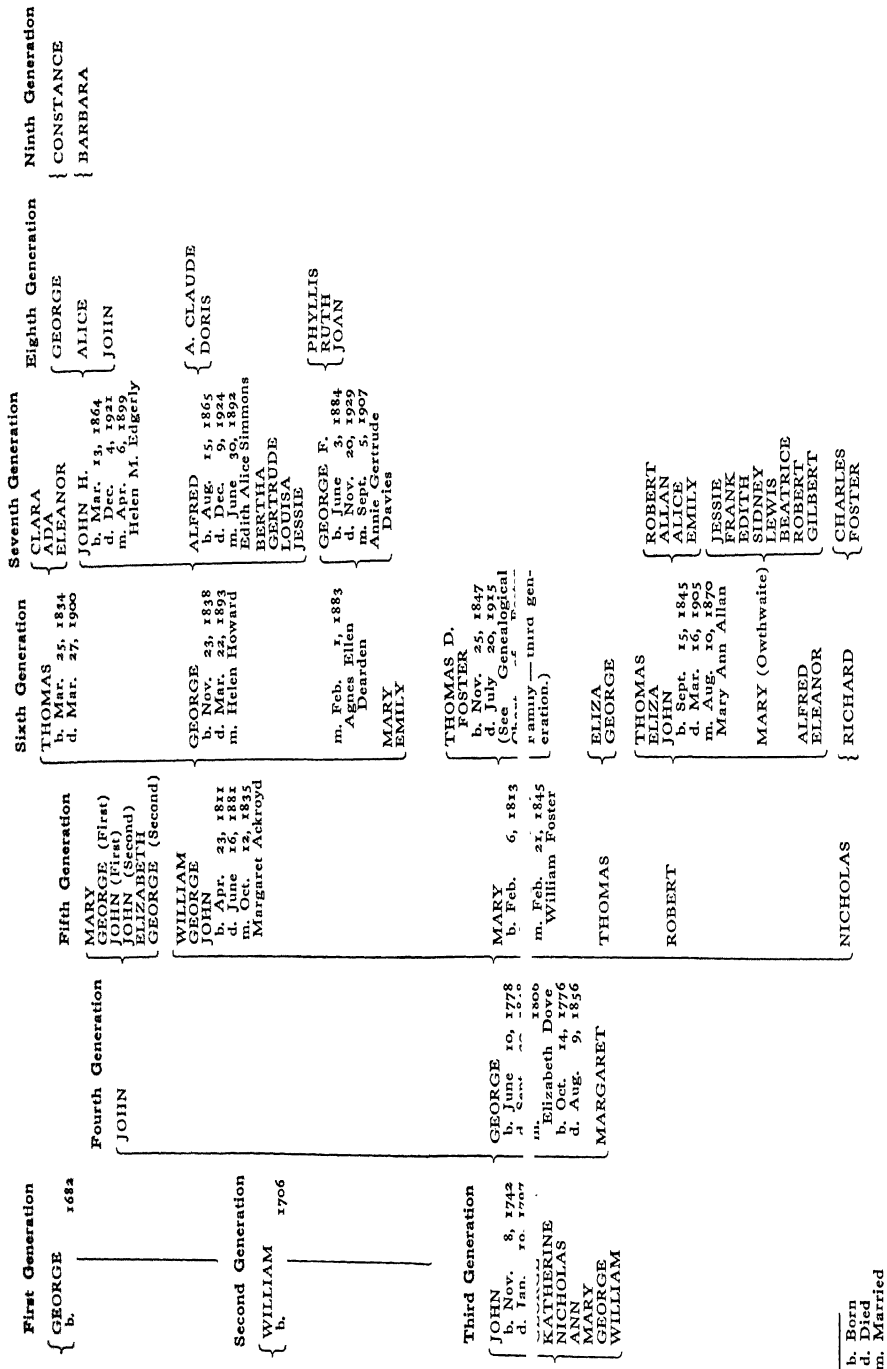 First Generation
GEORGE
b. 1682
Second Generation
WILLIAM
b. 1706
Third Generation
JOHN
b. Nov. 8, 1742
d. Jan. 10,
KATHERINE
NICHOLAS
ANN
MARY
GEORGE
WILLIAM
b. Born
d. Died
m. Married
Fourth Generation
JOHN
GEORGE
b. June 10, 1778
m. 1806
Elizabeth Dove
b. Oct. 14, 1776
d. Aug. 9, 1856
MARGARET
Fifth Generation
MARY
GEORGE (First)
JOHN (First)
JOHN (Second)
ELIZABETH
GEORGE (Second)
WILLIAM
GEORGE
JOHN
b. Apr. 23, 1811
d. June 16, 1881
m. Oct. 12, 1835
Margaret Ackroyd
MARY
b. Feb. 6, 1813
m. Feb. 21, 1845
William Foster
THOMAS
ROBERT
NICHOLAS
Sixth Generation
THOMAS
b. Mar. 25, 1834
d. Mar. 27, 1900
GEORGE
b. Nov. 23, 1838
d. Mar. 22, 1893
m. Helen Howard
m. Feb. 1, 1883
Agnes Ellen
Dearden
MARY
EMILY
THOMAS D.
FOSTER
b. Nov. 25, 1847
d. July 20, 1915
(See Genealogical
Family—third gen-
eration.)
ELIZA
GEORGE
THOMAS
ELIZA
JOHN
b. Sept. 15, 1845
d. Mar. 16, 1905
m. Aug. 10, 1870
Mary Ann Allan
MARY (Owthwaite)
ALFRED
ELEANOR
RICHARD
Seventh Generation
CLARA
ADA
ELEANOR
JOHN H.
b. Mar. 13, 1864
d. Dec. 4, 1921
m. Apr. 6, 1899
Helen M. Edgerly
ALFRED
b. Aug. 15, 1865
d. Dec. 9, 1924
m. June 30, 1892
Edith Alice Simmons
BERTHA
GERTRUDE
LOUISA
JESSIE
GEORGE F.
b. June 3, 1884
d. Nov. 20, 1929
m. Sept. 5, 1907
Annie Gertrude
Davies
ROBERT
ALLAN
ALICE
EMILY
JESSIE
FRANK
EDITH
SIDNEY
LEWIS
BEATRICE
ROBERT
GILBERT
CHARLES
FOSTER
Eighth Generation
GEORGE
ALICE
JOHN
A. CLAUDE
DORIS
PHYLLIS
RUTH
JOAN
Ninth Generation
CONSTANCE
BARBARA